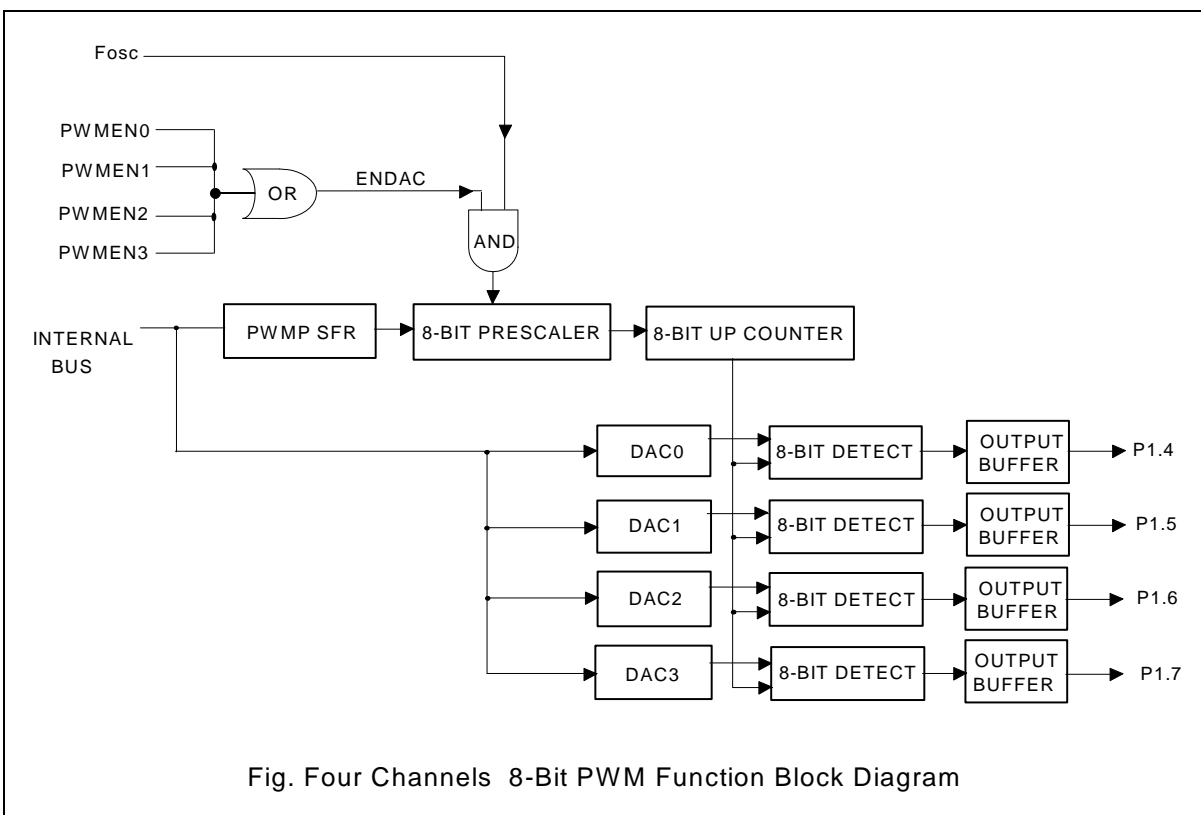 Fosc
PWMEN0
PWMEN1
PWMEN2
PWMEN3
OR
ENDAC
AND
INTERNAL
BUS
PWMP SFR
8-BIT PRESCALER
8-BIT UP COUNTER
DAC0
8-BIT DETECT
OUTPUT
BUFFER
P1.4
DAC1
8-BIT DETECT
OUTPUT
BUFFER
P1.5
DAC2
8-BIT DETECT
OUTPUT
BUFFER
P1.6
DAC3
8-BIT DETECT
OUTPUT
BUFFER
P1.7
Fig. Four Channels 8-Bit PWM Function Block Diagram